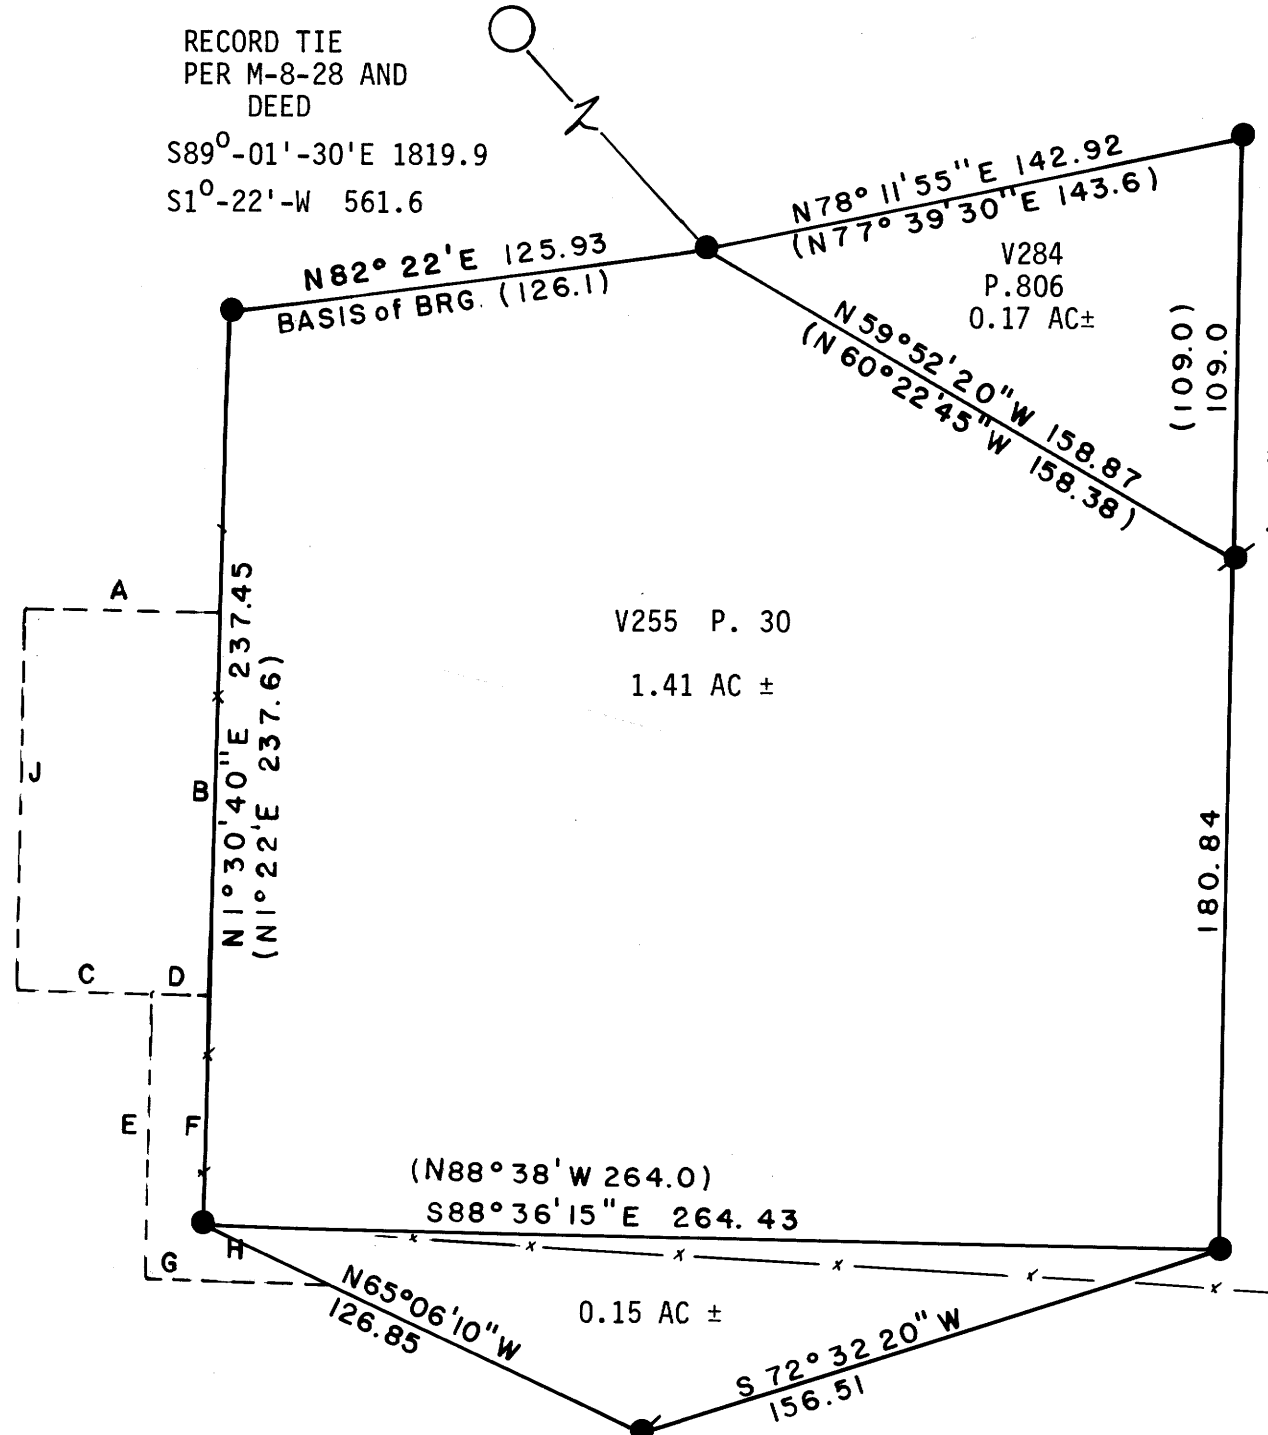 RECORD TIE
PER M-8-28 AND
DEED
S89°-01'-30'E 1819.9
S1°-22'-W 561.6
N82° 22'E 125.93
BASIS of BRG. (126.1)
N78° 11'55"E 142.92
(N77° 39'30"E 143.6)
V284
P.806
0.17 AC±
(109.0)
109.0
N59°52'20"W 158.87
(N60°22'45"W 158.38)
A
J
B
N1°30'40"E 237.45
(N1°22'E 237.6)
V255 P. 30
1.41 AC ±
180.84
C
D
E
F
(N88°38'W 264.0)
S88°36'15"E 264.43
G
H
N65°06'10"W
126.85
0.15 AC ±
S 72°32 20"W
156.51